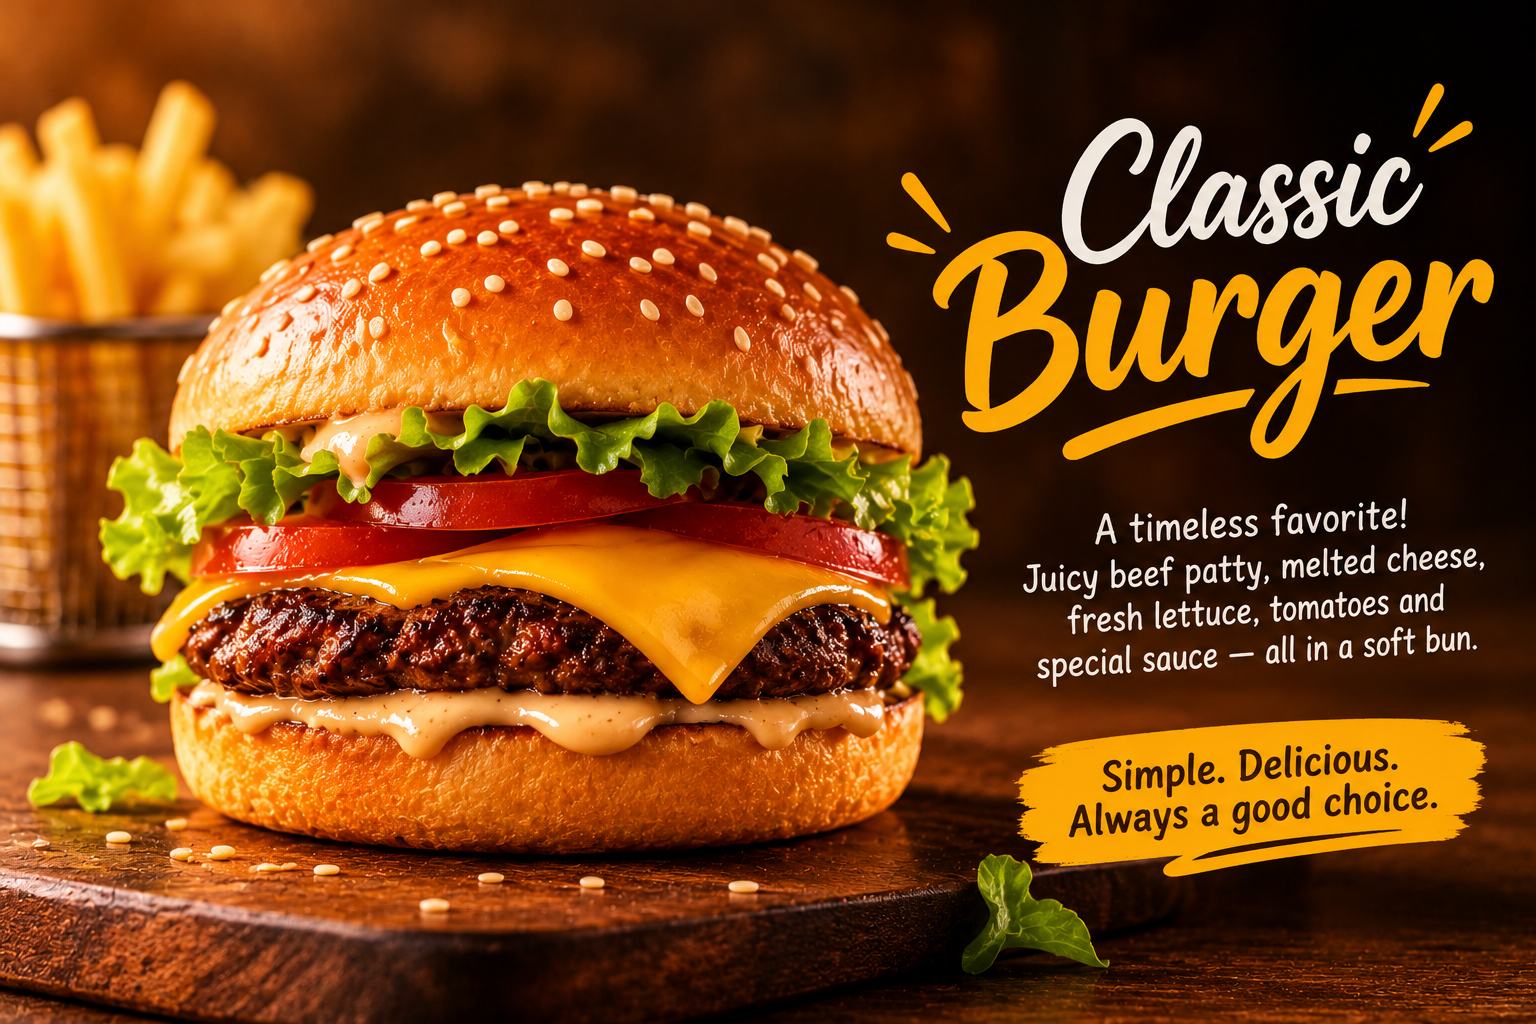 Classic
Burger
A timeless favorite!
Juicy beef patty, melted cheese,
fresh lettuce, tomatoes and
special sauce — all in a soft bun.
Simple. Delicious.
Always a good choice.